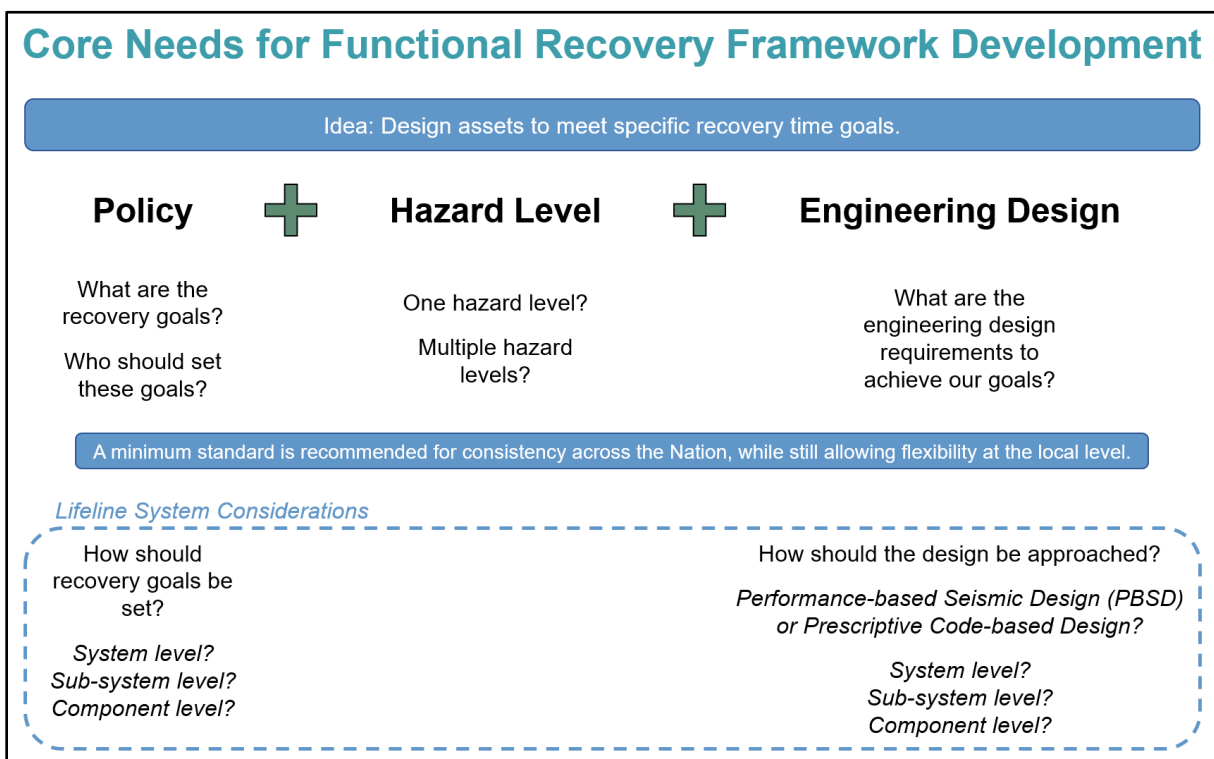 Core Needs for Functional Recovery Framework Development
Idea: Design assets to meet specific recovery time goals.
Policy
Hazard Level
Engineering Design
What are the
recovery goals?
Who should set
these goals?
One hazard level?
Multiple hazard
levels?
What are the
engineering design
requirements to
achieve our goals?
A minimum standard is recommended for consistency across the Nation, while still allowing flexibility at the local level.
Lifeline System Considerations
How should
recovery goals be
set?
System level?
Sub-system level?
Component level?
How should the design be approached?
Performance-based Seismic Design (PBSD)
or Prescriptive Code-based Design?
System level?
Sub-system level?
Component level?